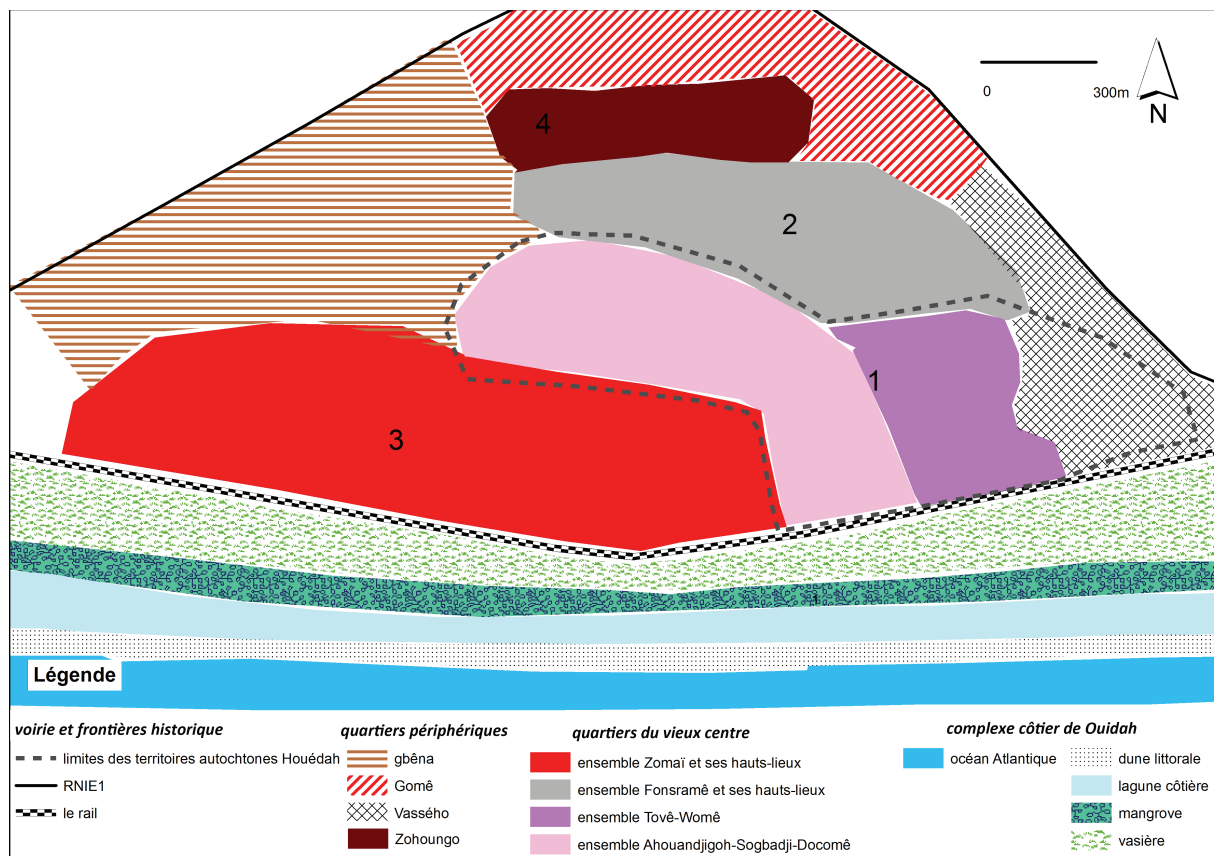 0 300m
N
4
2
1
3
1
Légende
voirie et frontières historique
limites des territoires autochtones Houédah
RNIE1
le rail
quartiers périphériques
gbêna
Gomê
Vassého
Zohoungo
quartiers du vieux centre
ensemble Zomaï et ses hauts-lieux
ensemble Fonsramê et ses hauts-lieux
ensemble Tovê-Womê
ensemble Ahouandjigoh-Sogbadji-Docomê
complexe côtier de Ouidah
océan Atlantique
dune littorale
lagune côtière
mangrove
vasière